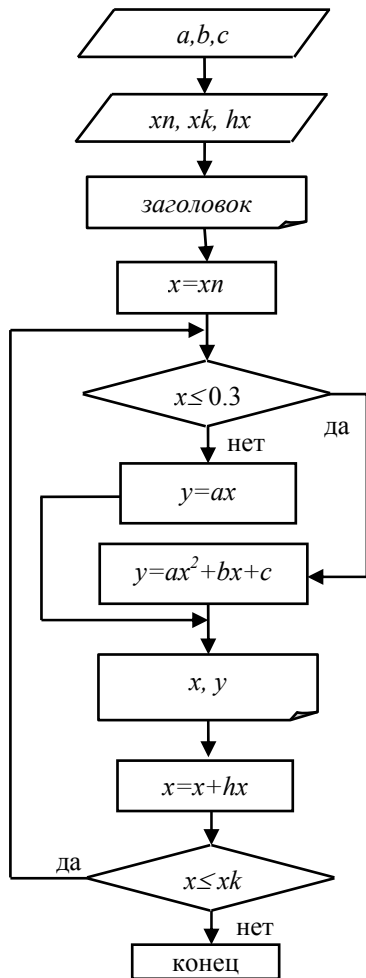 a,b,c
xn, xk, hx
заголовок
x=xn
x≤0.3
да
нет
y=ax
y=ax²+bx+c
x, y
x=x+hx
да
x≤xk
нет
конец